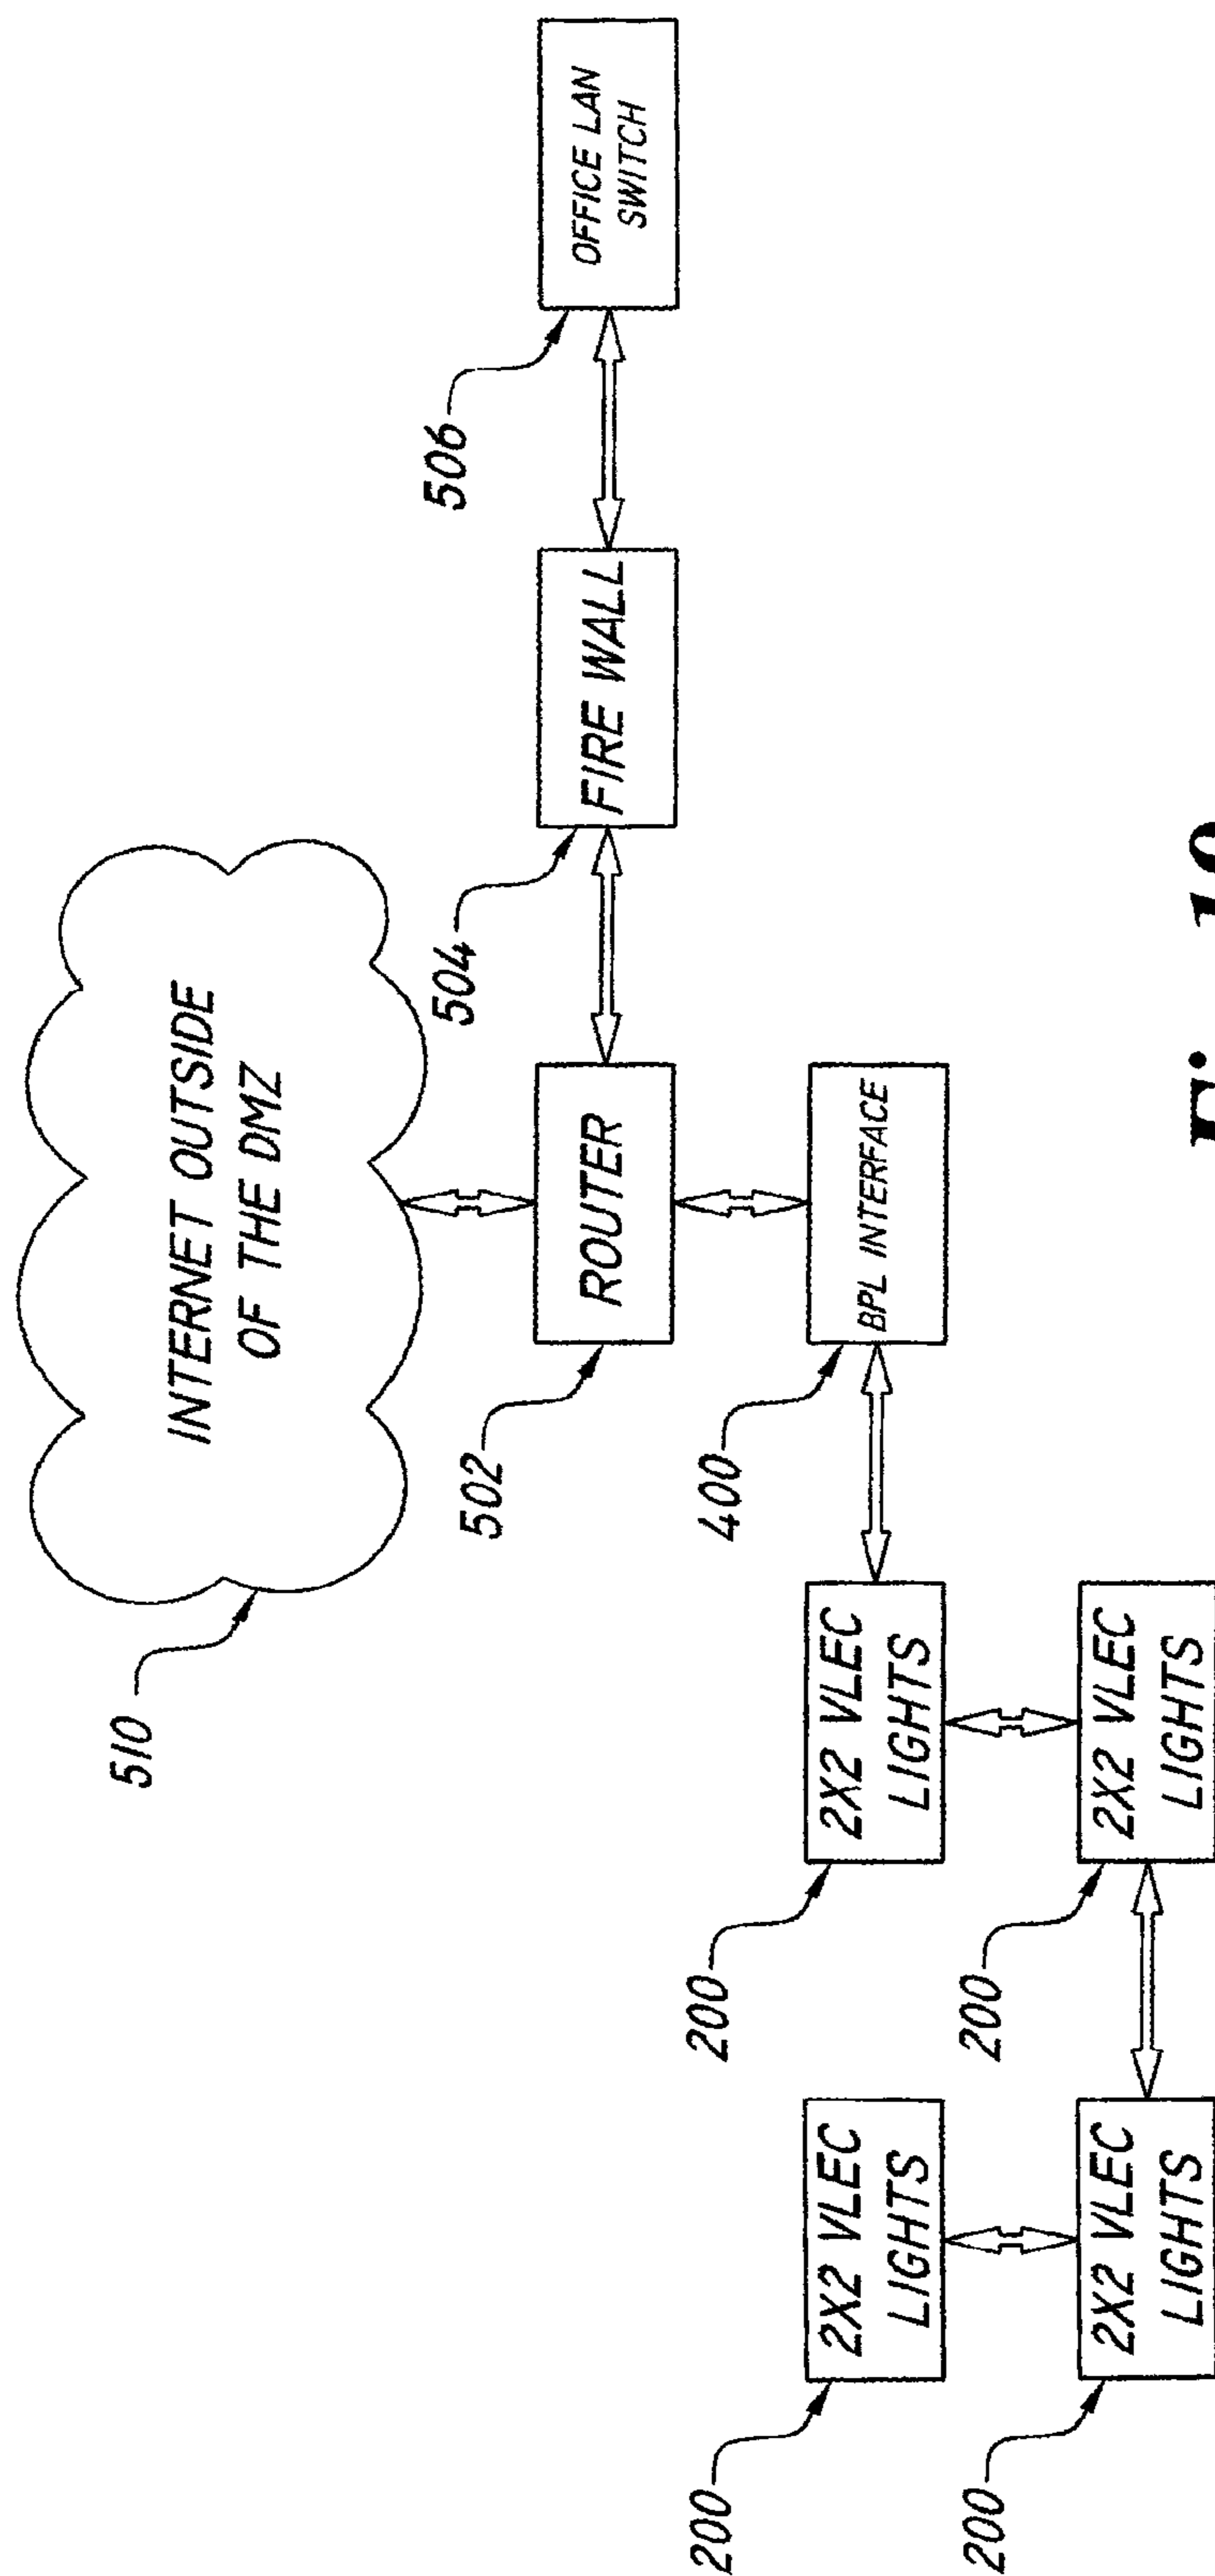 510
INTERNET OUTSIDE
OF THE DMZ
502
ROUTER
504
FIRE WALL
506
OFFICE LAN
SWITCH
200
2X2 VLEC
LIGHTS
200
2X2 VLEC
LIGHTS
400
BPL INTERFACE
200
2X2 VLEC
LIGHTS
200
2X2 VLEC
LIGHTS